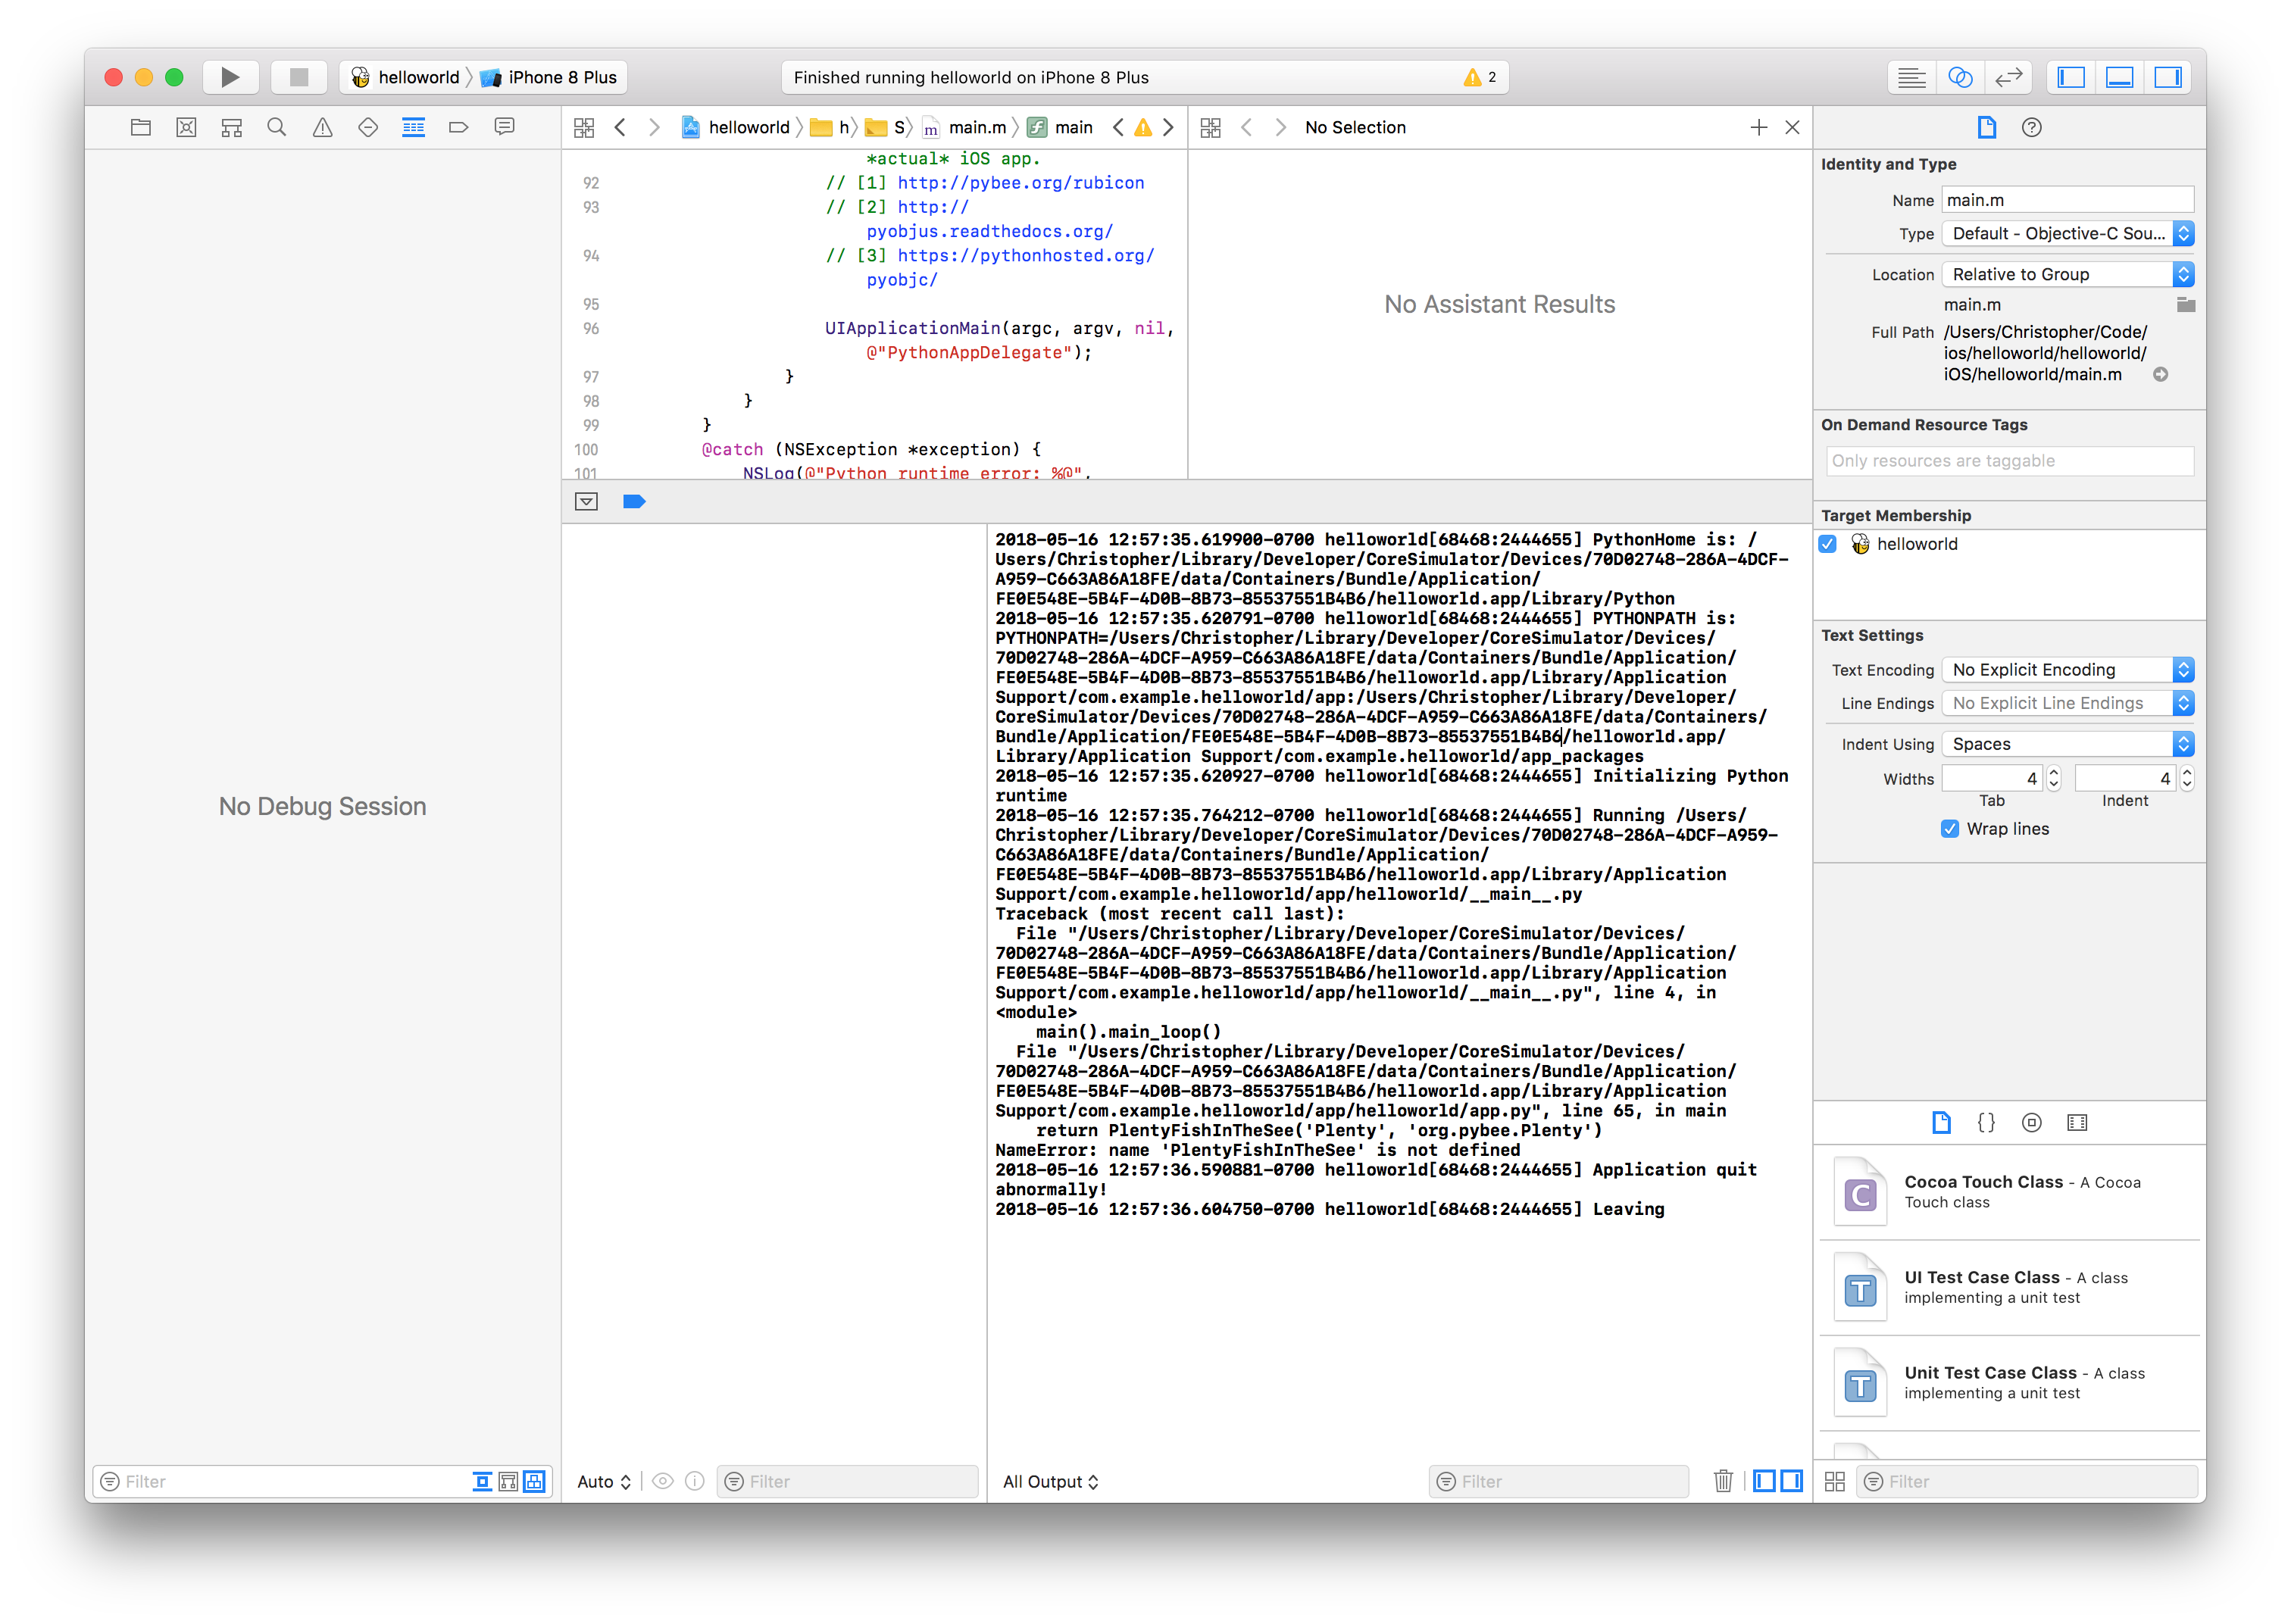 helloworld
iPhone 8 Plus
Finished running helloworld on iPhone 8 Plus
2
helloworld
h
S
m
main.m
f
main
No Selection
No Debug Session
Filter
*actual* iOS app.
92 // [1] http://pybee.org/rubicon
93 // [2] http://
pyobjus.readthedocs.org/
94 // [3] https://pythonhosted.org/
pyobjc/
95
96 UIApplicationMain(argc, argv, nil,
@"PythonAppDelegate");
97 }
98 }
99 }
100 @catch (NSException *exception) {
101 NSLog(@"Python runtime error: %@",
No Assistant Results
2018-05-16 12:57:35.619900-0700 helloworld[68468:2444655] PythonHome is: /
Users/Christopher/Library/Developer/CoreSimulator/Devices/70D02748-286A-4DCF-
A959-C663A86A18FE/data/Containers/Bundle/Application/
FE0E548E-5B4F-4D0B-8B73-85537551B4B6/helloworld.app/Library/Python
2018-05-16 12:57:35.620791-0700 helloworld[68468:2444655] PYTHONPATH is:
PYTHONPATH=/Users/Christopher/Library/Developer/CoreSimulator/Devices/
70D02748-286A-4DCF-A959-C663A86A18FE/data/Containers/Bundle/Application/
FE0E548E-5B4F-4D0B-8B73-85537551B4B6/helloworld.app/Library/Application
Support/com.example.helloworld/app:/Users/Christopher/Library/Developer/
CoreSimulator/Devices/70D02748-286A-4DCF-A959-C663A86A18FE/data/Containers/
Bundle/Application/FE0E548E-5B4F-4D0B-8B73-85537551B4B6/helloworld.app/
Library/Application Support/com.example.helloworld/app_packages
2018-05-16 12:57:35.620927-0700 helloworld[68468:2444655] Initializing Python
runtime
2018-05-16 12:57:35.764212-0700 helloworld[68468:2444655] Running /Users/
Christopher/Library/Developer/CoreSimulator/Devices/70D02748-286A-4DCF-A959-
C663A86A18FE/data/Containers/Bundle/Application/
FE0E548E-5B4F-4D0B-8B73-85537551B4B6/helloworld.app/Library/Application
Support/com.example.helloworld/app/helloworld/__main__.py
Traceback (most recent call last):
File "/Users/Christopher/Library/Developer/CoreSimulator/Devices/
70D02748-286A-4DCF-A959-C663A86A18FE/data/Containers/Bundle/Application/
FE0E548E-5B4F-4D0B-8B73-85537551B4B6/helloworld.app/Library/Application
Support/com.example.helloworld/app/helloworld/__main__.py", line 4, in
<module>
main().main_loop()
File "/Users/Christopher/Library/Developer/CoreSimulator/Devices/
70D02748-286A-4DCF-A959-C663A86A18FE/data/Containers/Bundle/Application/
FE0E548E-5B4F-4D0B-8B73-85537551B4B6/helloworld.app/Library/Application
Support/com.example.helloworld/app/helloworld/app.py", line 65, in main
return PlentyFishInTheSee('Plenty', 'org.pybee.Plenty')
NameError: name 'PlentyFishInTheSee' is not defined
2018-05-16 12:57:36.590881-0700 helloworld[68468:2444655] Application quit
abnormally!
2018-05-16 12:57:36.604750-0700 helloworld[68468:2444655] Leaving
Auto
Filter
All Output
Filter
Identity and Type
Name main.m
Type Default - Objective-C Sou...
Location Relative to Group
main.m
Full Path /Users/Christopher/Code/
ios/helloworld/helloworld/
iOS/helloworld/main.m
On Demand Resource Tags
Only resources are taggable
Target Membership
helloworld
Text Settings
Text Encoding No Explicit Encoding
Line Endings No Explicit Line Endings
Indent Using Spaces
Widths 4 4
Tab Indent
Wrap lines
{}
C
Cocoa Touch Class - A Cocoa
Touch class
T
UI Test Case Class - A class
implementing a unit test
T
Unit Test Case Class - A class
implementing a unit test
Filter